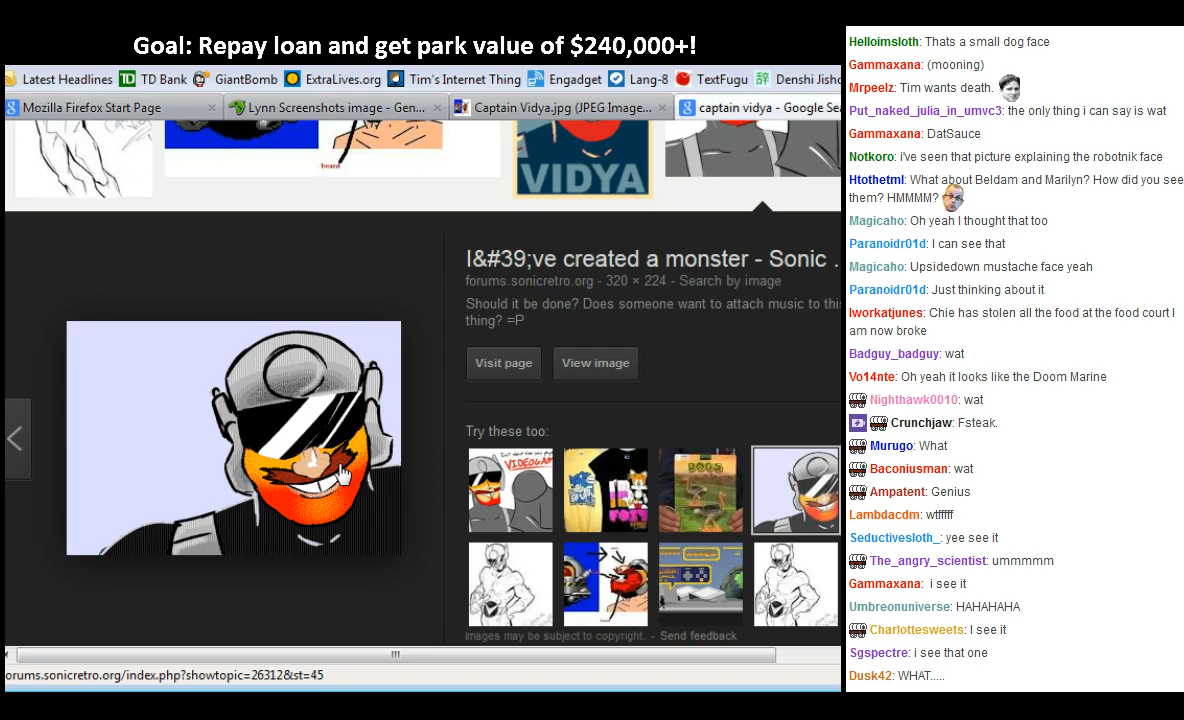 Goal: Repay loan and get park value of $240,000+!
Latest Headlines TD TD Bank GiantBomb ExtraLives.org Tim's Internet Thing Engadget Lang-8 TextFugu 辞 Denshi Jisho
Mozilla Firefox Start Page × Lynn Screenshots image - Gen... × Captain Vidya.jpg (JPEG Image... × captain vidya - Google Sea
beard
VIDYA
I&#39;ve created a monster - Sonic ...
forums.sonicretro.org - 320 × 224 - Search by image
Should it be done? Does someone want to attach music to this
thing? =P
Visit page View image
Try these too:
VIDEOGAM
DOGS
Images may be subject to copyright. - Send feedback
orums.sonicretro.org/index.php?showtopic=26312&st=45
Helloimsloth: Thats a small dog face
Gammaxana: (mooning)
Mrpeelz: Tim wants death.
Put_naked_julia_in_umvc3: the only thing i can say is wat
Gammaxana: DatSauce
Notkoro: i've seen that picture explaining the robotnik face
Htothetml: What about Beldam and Marilyn? How did you see
them? HMMMM?
Magicaho: Oh yeah I thought that too
Paranoidr01d: I can see that
Magicaho: Upsidedown mustache face yeah
Paranoidr01d: Just thinking about it
Iworkatjunes: Chie has stolen all the food at the food court I
am now broke
Badguy_badguy: wat
Vo14nte: Oh yeah it looks like the Doom Marine
Nighthawk0010: wat
Crunchjaw: Fsteak.
Murugo: What
Baconiusman: wat
Ampatent: Genius
Lambdacdm: wtfffff
Seductivesloth_: yee see it
The_angry_scientist: ummmmm
Gammaxana: i see it
Umbreonuniverse: HAHAHAHA
Charlottesweets: I see it
Sgspectre: i see that one
Dusk42: WHAT.....